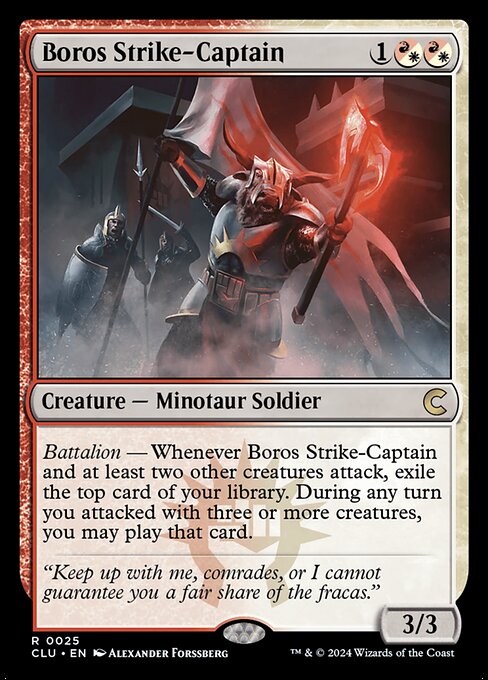 Boros Strike-Captain 1
Creature — Minotaur Soldier
Battalion — Whenever Boros Strike-Captain
and at least two other creatures attack, exile
the top card of your library. During any turn
you attacked with three or more creatures,
you may play that card.
“Keep up with me, comrades, or I cannot
guarantee you a fair share of the fracas.”
3/3
R 0025
CLU • EN Alexander Forssberg ™ & © 2024 Wizards of the Coast